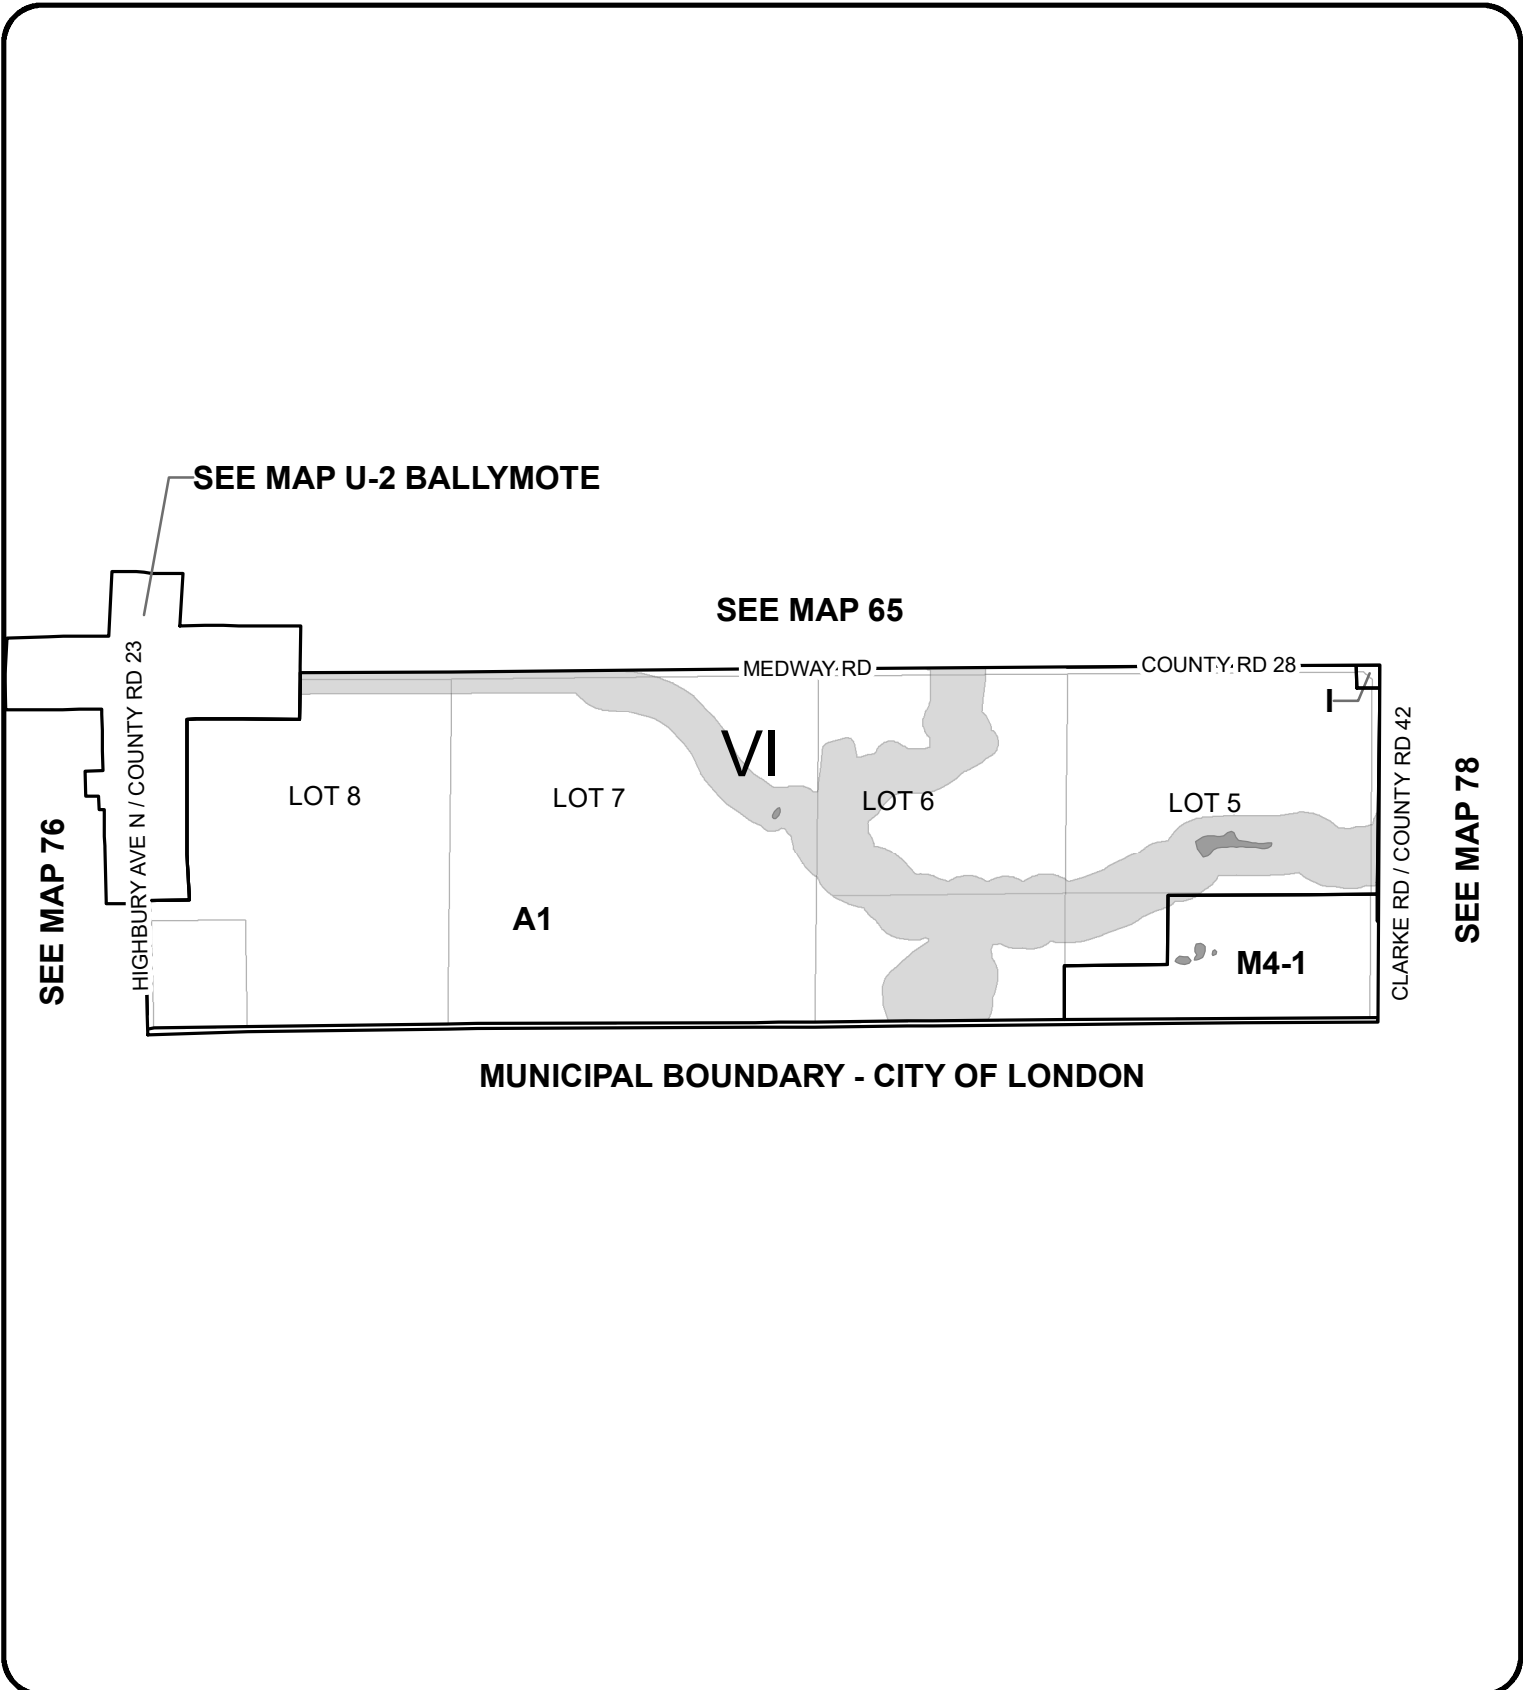 SEE MAP U-2 BALLYMOTE
SEE MAP 65
MEDWAY RD
COUNTY RD 28
I
HIGHBURY AVE N / COUNTY RD 23
CLARKE RD / COUNTY RD 42
SEE MAP 76
SEE MAP 78
VI
LOT 8
LOT 7
LOT 6
LOT 5
A1
M4-1
MUNICIPAL BOUNDARY - CITY OF LONDON